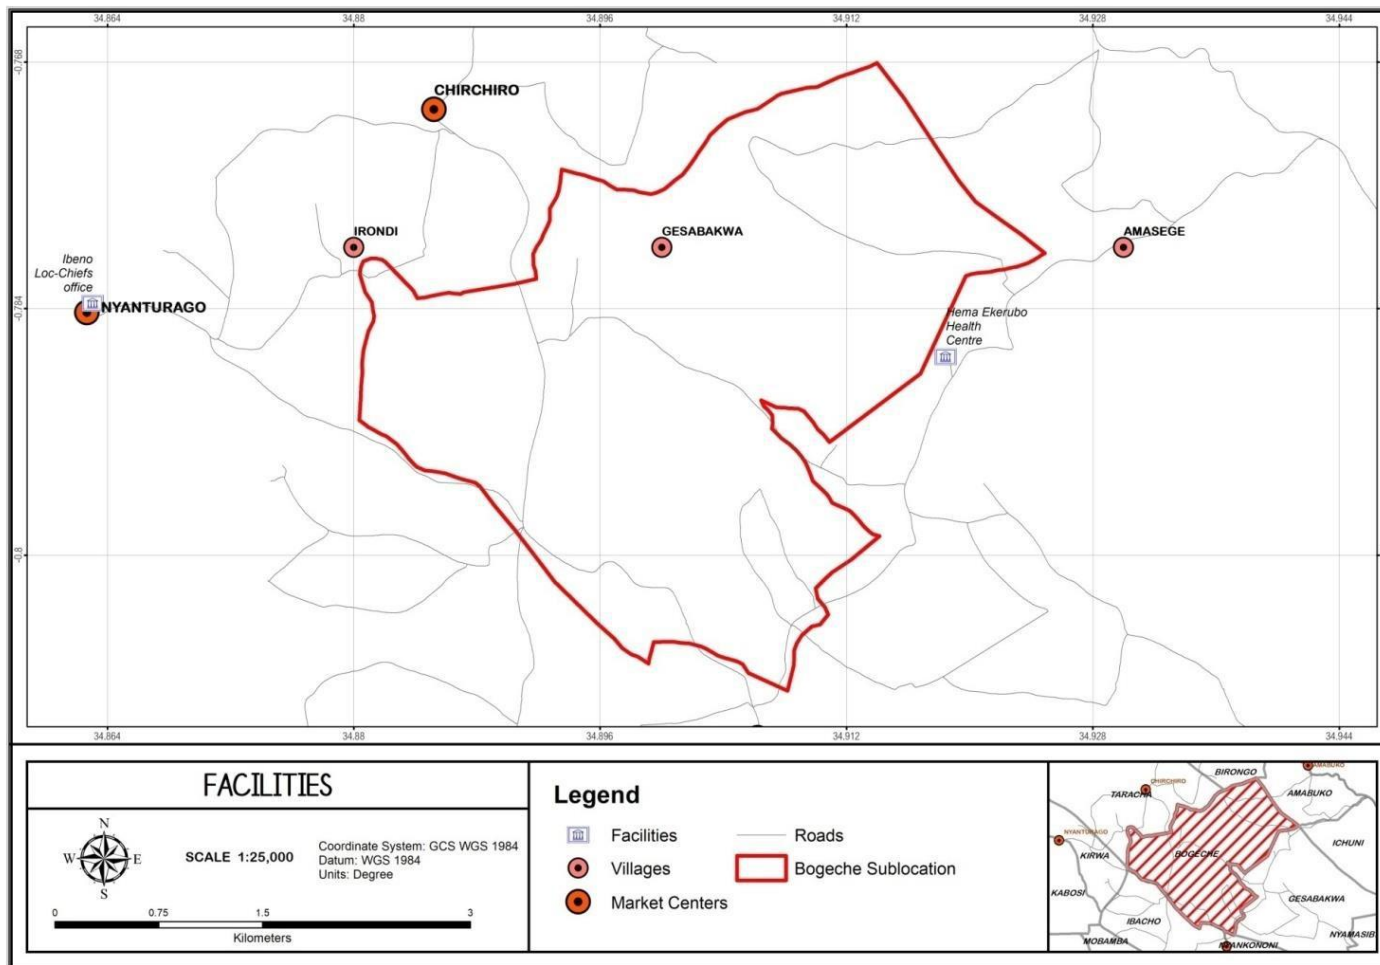 34.864
34.88
34.896
34.912
34.928
34.944
-0.768
CHIRCHIRO
IRONDI
GESABAKWA
AMASEGE
Ibeno
Loc-Chiefs
office
NYANTURAGO
-0.784
Hema Ekerubo
Health
Centre
-0.8
34.864
34.88
34.896
34.912
34.928
34.944
FACILITIES
N
W
E
S
SCALE 1:25,000
Coordinate System: GCS WGS 1984
Datum: WGS 1984
Units: Degree
0
0.75
1.5
3
Kilometers
Legend
Facilities
Villages
Market Centers
Roads
Bogeche Sublocation
AMABUKO
BIRONGO
CHIRCHIRO
TARACHA
AMABUKO
NYANTURAGO
ICHUNI
KIRWA
BOGECHE
KABOSI
GESABAKWA
IBACHO
NYAMASIB
MOBAMBA